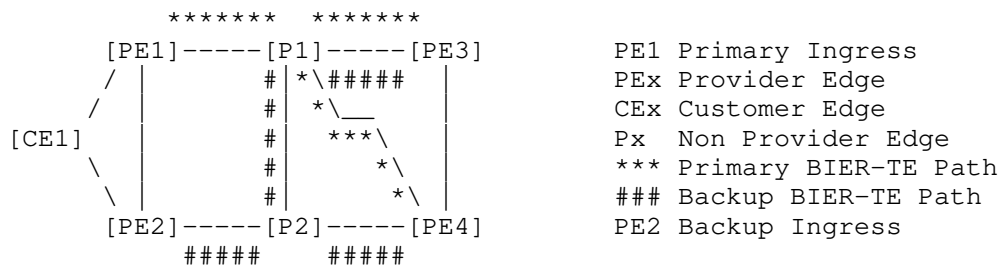 ******* *******
[PE1]-----[P1]-----[PE3] PE1 Primary Ingress
/ | #|*\##### | PEx Provider Edge
/ | #| *\__ | CEx Customer Edge
[CE1] | #| ***\ | Px Non Provider Edge
\ | #| *\ | *** Primary BIER-TE Path
\ | #| *\ | ### Backup BIER-TE Path
[PE2]-----[P2]-----[PE4] PE2 Backup Ingress
##### #####